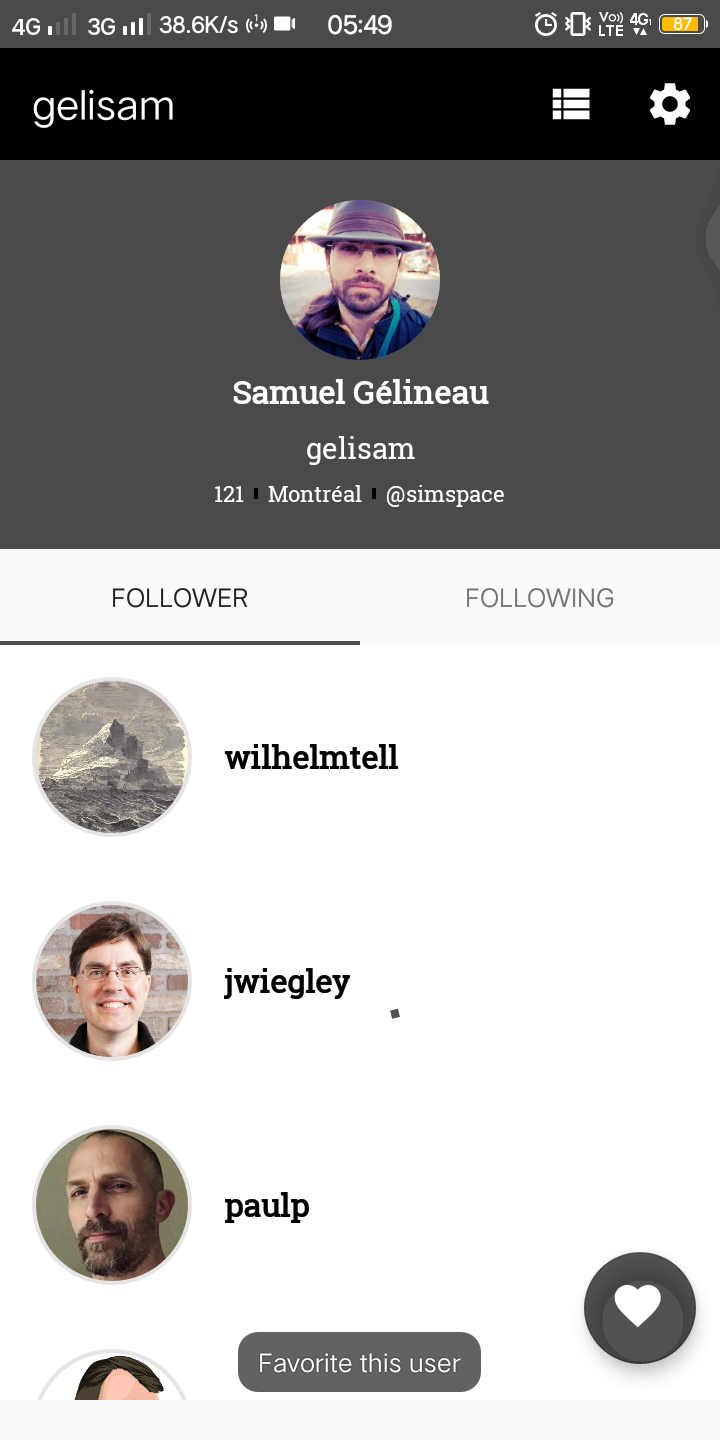 4G 3G 38.6K/s 05:49 Vo)) LTE 4G 87
gelisam
Samuel Gélineau
gelisam
121 Montréal @simspace
FOLLOWER FOLLOWING
wilhelmtell
jwiegley
paulp
Favorite this user